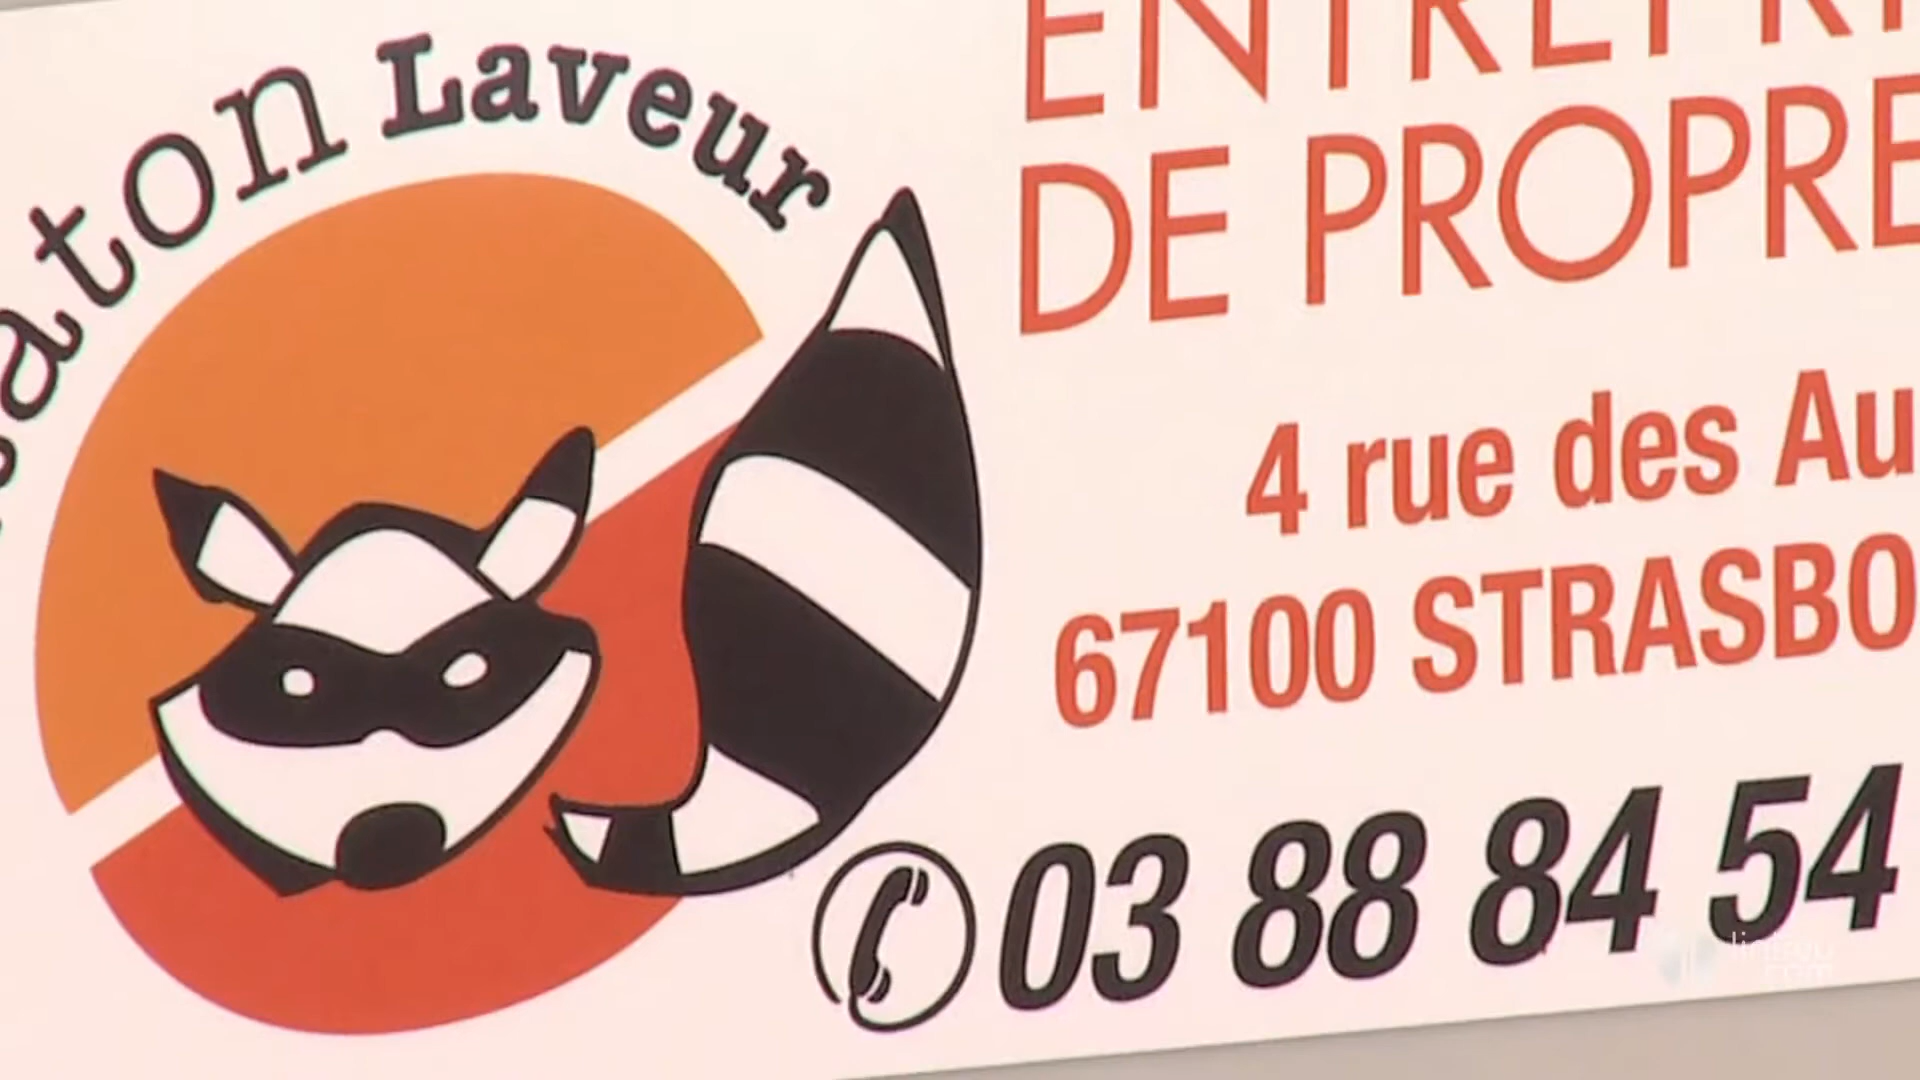 aton Laveur
ENTREPRI
DE PROPRE
4 rue des Au
67100 STRASBO
03 88 84 54